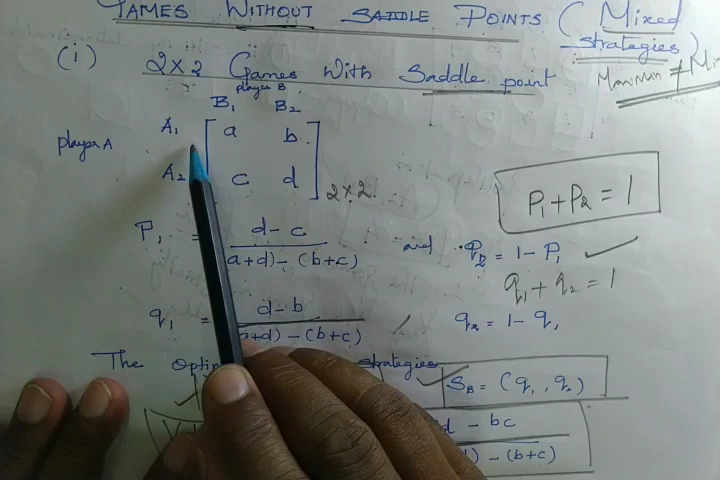 GAMES WITHOUT SADDLE POINTS (Mixed strategies)
(i) 2x2 Games with Saddle point
Maximin ≠ Mi
player B
B₁ B₂
player A
A₁ a b
A₂ c d
2x2
P₁ + P₂ = 1
P₁ = d-c / (a+d) - (b+c) and P₂ = 1 - P₁
q₁ + q₂ = 1
q₁ = d-b / (a+d) - (b+c) q₂ = 1 - q₁
The strategies
S_B = (q₁, q₂)
d - bc
) - (b+c)